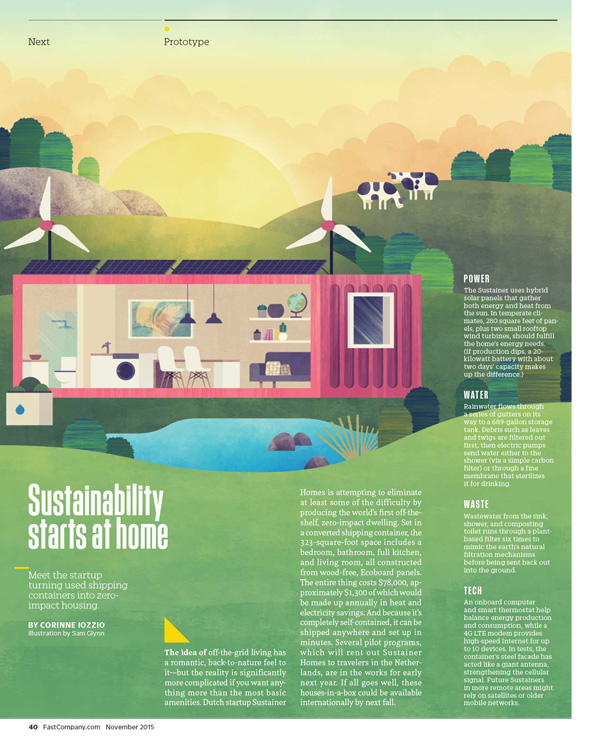 Next
Prototype
POWER
The Sustainer uses hybrid
solar panels that gather
both energy and heat from
the sun. In temperate cli-
mates, 280 square feet of pan-
els, plus two small rooftop
wind turbines, should fulfill
the home's energy needs.
(If production dips, a 20-
kilowatt battery with about
two days' capacity makes
up the difference.)
WATER
Rainwater flows through
a series of gutters on its
way to a 689-gallon storage
tank. Debris such as leaves
and twigs are filtered out
first, then electric pumps
send water either to the
shower (via a simple carbon
filter) or through a fine
membrane that sterilizes
it for drinking.
WASTE
Wastewater from the sink,
shower, and composting
toilet runs through a plant-
based filter six times to
mimic the earth's natural
filtration mechanisms
before being sent back out
into the ground.
TECH
An onboard computer
and smart thermostat help
balance energy production
and consumption, while a
4G LTE modem provides
high-speed Internet for up
to 10 devices. In tests, the
container's steel facade has
acted like a giant antenna,
strengthening the cellular
signal. Future Sustainers
in more remote areas might
rely on satellites or older
mobile networks.
Sustainability
starts at home
Meet the startup
turning used shipping
containers into zero-
impact housing.
BY CORINNE IOZZIO
Illustration by Sam Glynn
The idea of off-the-grid living has
a romantic, back-to-nature feel to
it—but the reality is significantly
more complicated if you want any-
thing more than the most basic
amenities. Dutch startup Sustainer
Homes is attempting to eliminate
at least some of the difficulty by
producing the world's first off-the-
shelf, zero-impact dwelling. Set in
a converted shipping container, the
323-square-foot space includes a
bedroom, bathroom, full kitchen,
and living room, all constructed
from wood-free, Ecoboard panels.
The entire thing costs $78,000, ap-
proximately $1,300 of which would
be made up annually in heat and
electricity savings. And because it's
completely self-contained, it can be
shipped anywhere and set up in
minutes. Several pilot programs,
which will rent out Sustainer
Homes to travelers in the Nether-
lands, are in the works for early
next year. If all goes well, these
houses-in-a-box could be available
internationally by next fall.
40 FastCompany.com November 2015